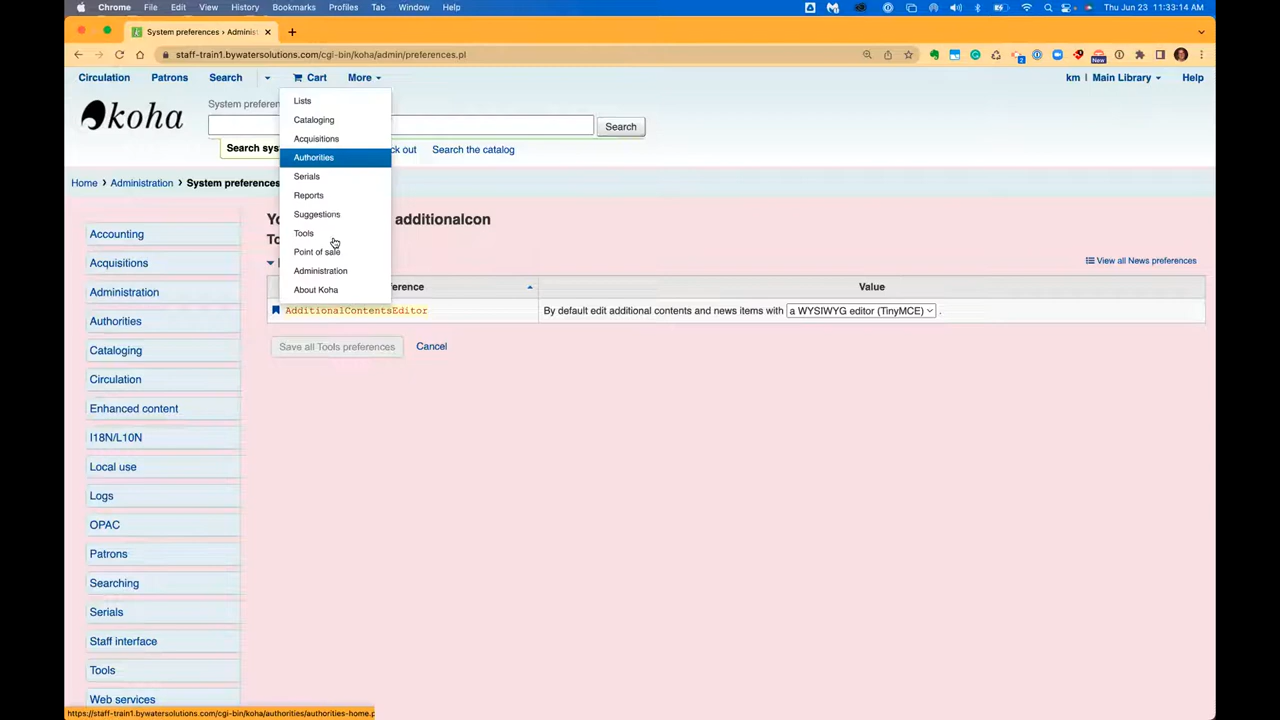 Chrome File Edit View History Bookmarks Profiles Tab Window Help Thu Jun 23 11:33:14 AM
System preferences › Adminis
staff-train1.bywatersolutions.com/cgi-bin/koha/admin/preferences.pl
New
Circulation Patrons Search Cart More km | Main Library Help
koha
System preferen
Search
Search sys
ck out Search the catalog
Lists
Cataloging
Acquisitions
Authorities
Serials
Reports
Suggestions
Tools
Point of sale
Administration
About Koha
Home › Administration › System preferences
Accounting
Acquisitions
Administration
Authorities
Cataloging
Circulation
Enhanced content
I18N/L10N
Local use
Logs
OPAC
Patrons
Searching
Serials
Staff interface
Tools
Web services
Yo additionalcon
To
View all News preferences
erence Value
AdditionalContentsEditor By default edit additional contents and news items with a WYSIWYG editor (TinyMCE) .
Save all Tools preferences Cancel
https://staff-train1.bywatersolutions.com/cgi-bin/koha/authorities/authorities-home.p